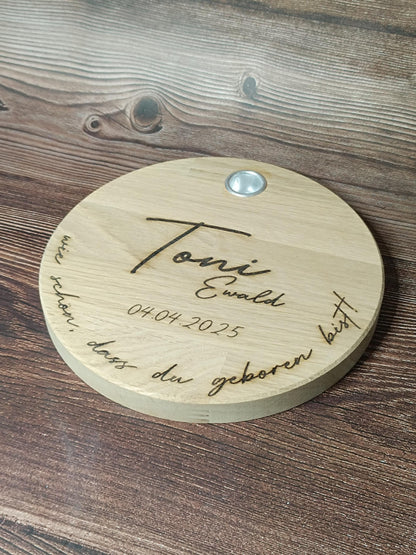 Toni
Ewald
04.04.2025
wie schön, dass du geboren bist!